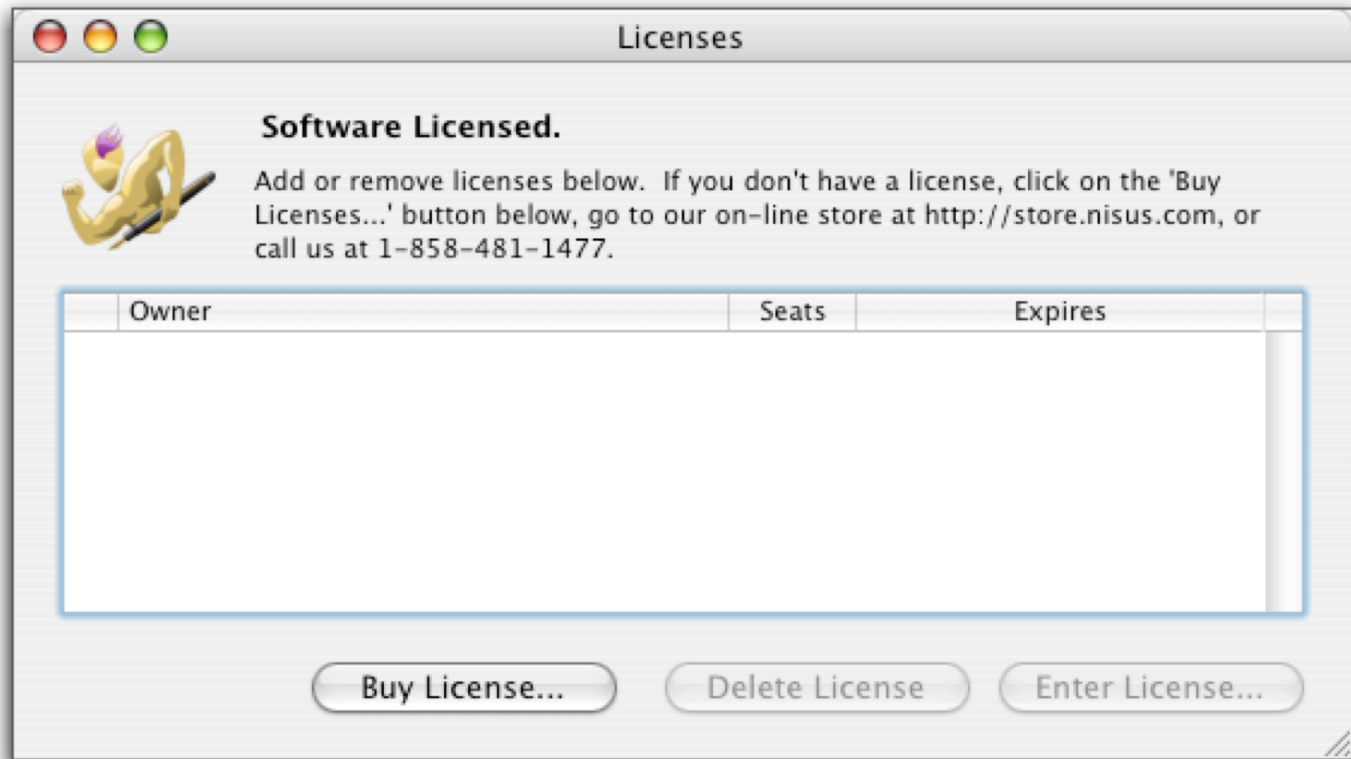 Licenses
Software Licensed.
Add or remove licenses below.  If you don't have a license, click on the 'Buy
Licenses...' button below, go to our on-line store at http://store.nisus.com, or
call us at 1-858-481-1477.
Owner Seats Expires
Buy License... Delete License Enter License...